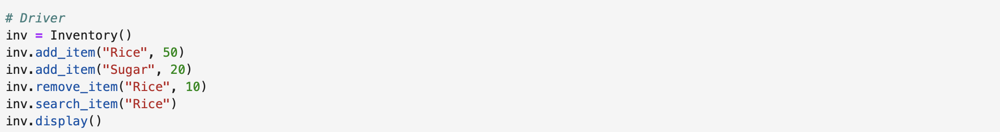 # Driver
inv = Inventory()
inv.add_item("Rice", 50)
inv.add_item("Sugar", 20)
inv.remove_item("Rice", 10)
inv.search_item("Rice")
inv.display()